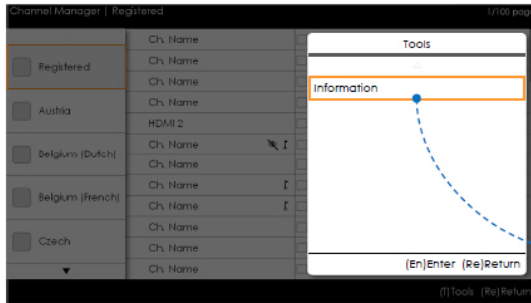 Channel Manager | Registered
1/100 pag
Registered
Austria
Belgium (Dutch)
Belgium (French)
Czech
Ch. Name
Ch. Name
Ch. Name
Ch. Name
HDMI 2
Ch. Name
Ch. Name
Ch. Name
Ch. Name
Ch. Name
Ch. Name
Ch. Name
Tools
Information
(En)Enter (Re)Return
(T)Tools (Re)Return